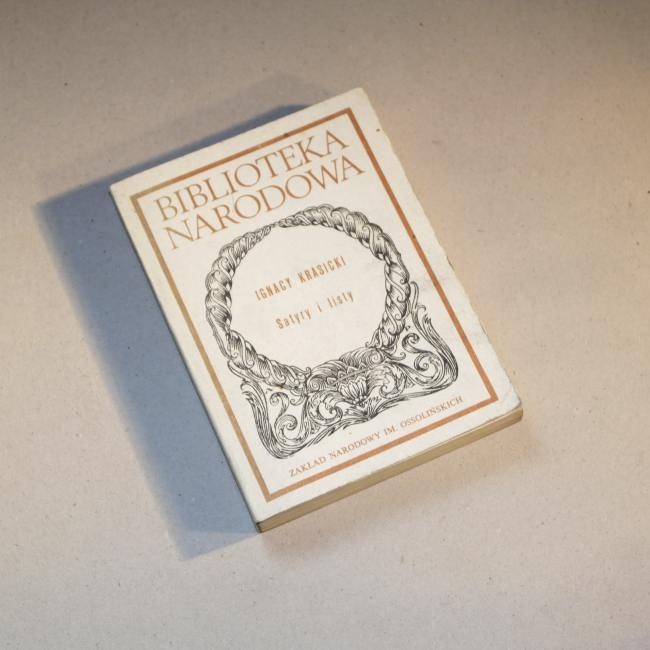 BIBLIOTEKA
NARODOWA
IGNACY KRASICKI
Satyry i listy
ZAKŁAD NARODOWY IM. OSSOLIŃSKICH